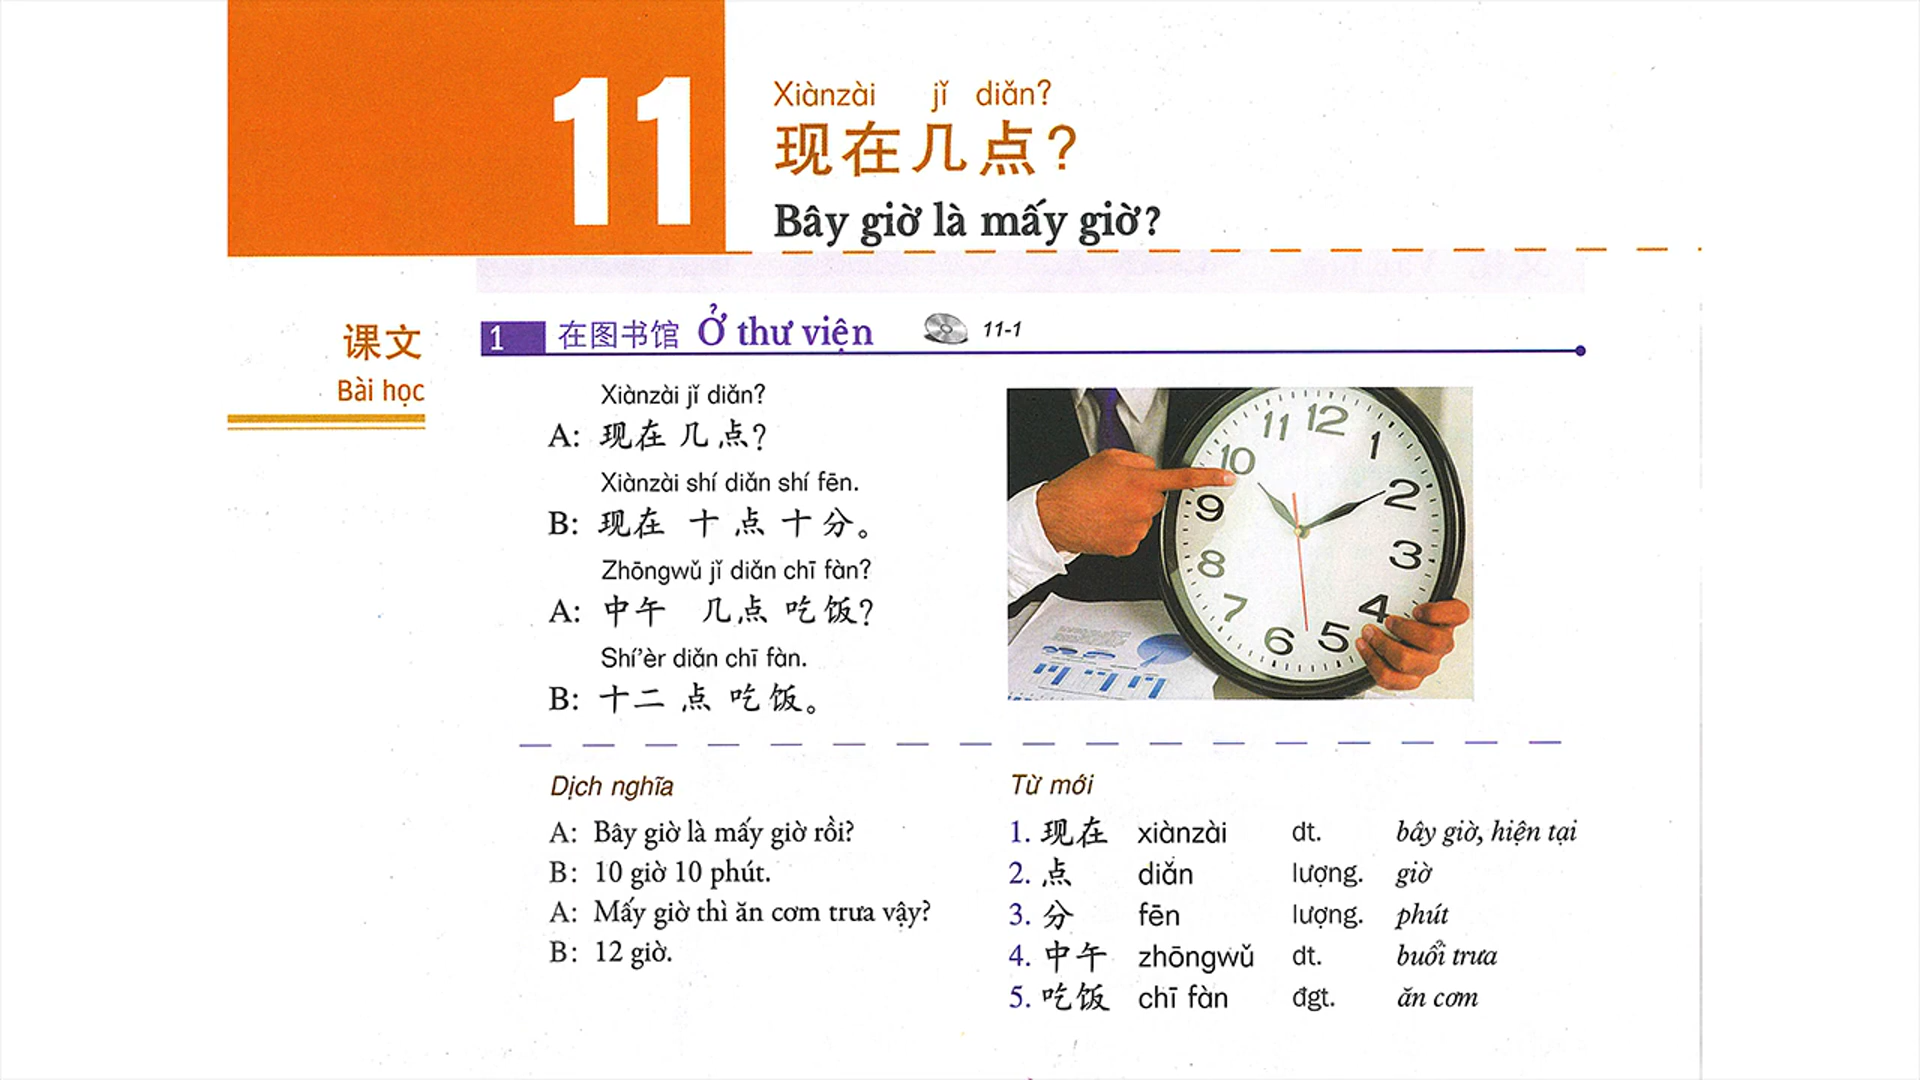 11
Xiànzài jǐ diǎn?
现在几点?
Bây giờ là mấy giờ?
课文
Bài học
1 在图书馆 Ở thư viện 11-1
Xiànzài jǐ diǎn?
A: 现在 几 点?
Xiànzài shí diǎn shí fēn.
B: 现在 十 点 十 分。
Zhōngwǔ jǐ diǎn chī fàn?
A: 中午 几点 吃 饭?
Shí'èr diǎn chī fàn.
B: 十二 点 吃 饭。
11 12 1
10 2
9 3
8 4
7 6 5
Dịch nghĩa
A: Bây giờ là mấy giờ rồi?
B: 10 giờ 10 phút.
A: Mấy giờ thì ăn cơm trưa vậy?
B: 12 giờ.
Từ mới
1. 现在 xiànzài dt. bây giờ, hiện tại
2. 点 diǎn lượng. giờ
3. 分 fēn lượng. phút
4. 中午 zhōngwǔ dt. buổi trưa
5. 吃饭 chī fàn đgt. ăn cơm